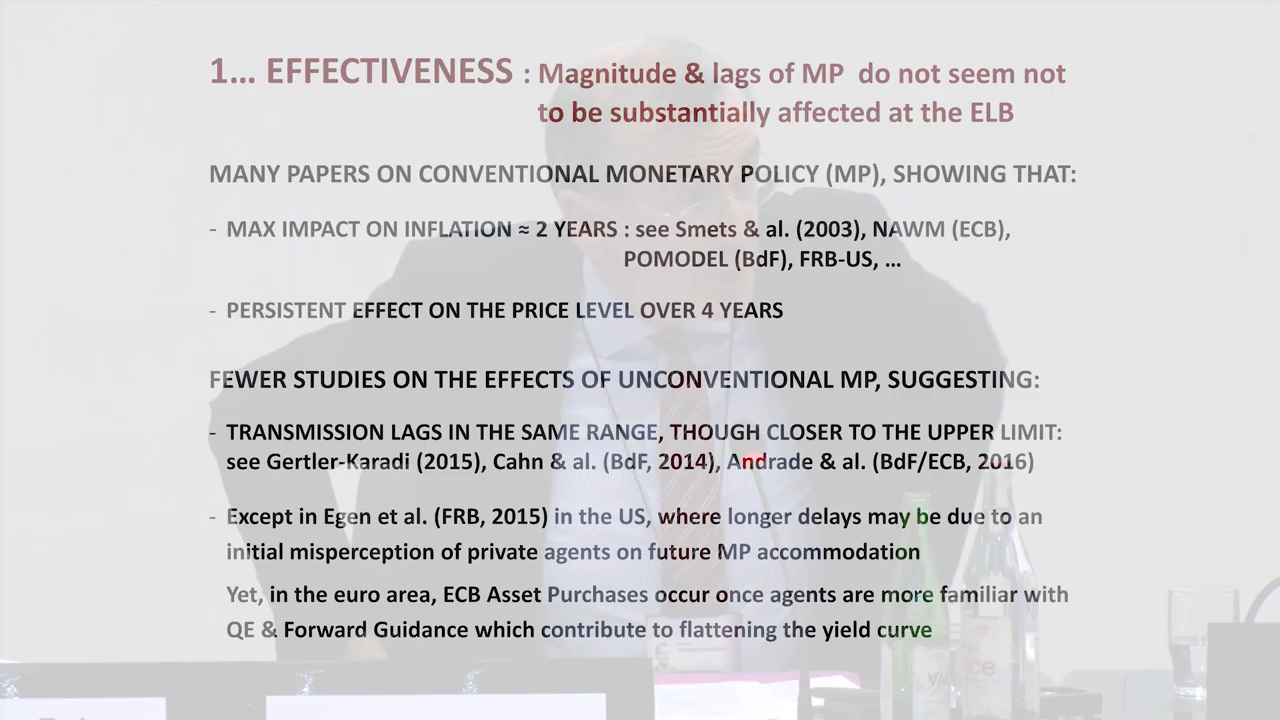 1… EFFECTIVENESS : Magnitude & lags of MP do not seem not
to be substantially affected at the ELB
MANY PAPERS ON CONVENTIONAL MONETARY POLICY (MP), SHOWING THAT:
- MAX IMPACT ON INFLATION ≈ 2 YEARS : see Smets & al. (2003), NAWM (ECB),
POMODEL (BdF), FRB-US, …
- PERSISTENT EFFECT ON THE PRICE LEVEL OVER 4 YEARS
FEWER STUDIES ON THE EFFECTS OF UNCONVENTIONAL MP, SUGGESTING:
- TRANSMISSION LAGS IN THE SAME RANGE, THOUGH CLOSER TO THE UPPER LIMIT:
see Gertler-Karadi (2015), Cahn & al. (BdF, 2014), Andrade & al. (BdF/ECB, 2016)
- Except in Egen et al. (FRB, 2015) in the US, where longer delays may be due to an
initial misperception of private agents on future MP accommodation
Yet, in the euro area, ECB Asset Purchases occur once agents are more familiar with
QE & Forward Guidance which contribute to flattening the yield curve